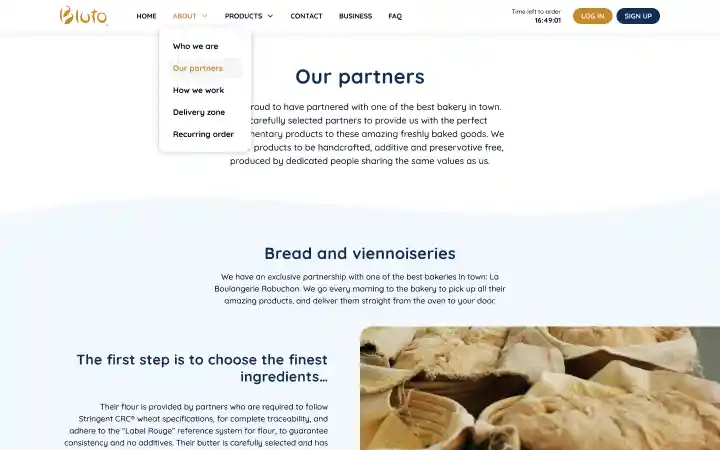 Bluto
HOME ABOUT PRODUCTS CONTACT BUSINESS FAQ
Time left to order
16:49:01
LOG IN SIGN UP
Who we are
Our partners
How we work
Delivery zone
Recurring order
Our partners
roud to have partnered with one of the best bakery in town.
carefully selected partners to provide us with the perfect
mentary products to these amazing freshly baked goods. We
products to be handcrafted, additive and preservative free,
produced by dedicated people sharing the same values as us.
Bread and viennoiseries
We have an exclusive partnership with one of the best bakeries in town: La
Boulangerie Robuchon. We go every morning to the bakery to pick up all their
amazing products, and deliver them straight from the oven to your door.
The first step is to choose the finest
ingredients...
Their flour is provided by partners who are required to follow
Stringent CRC® wheat specifications, for complete traceability, and
adhere to the "Label Rouge" reference system for flour, to guarantee
consistency and no additives. Their butter is carefully selected and has